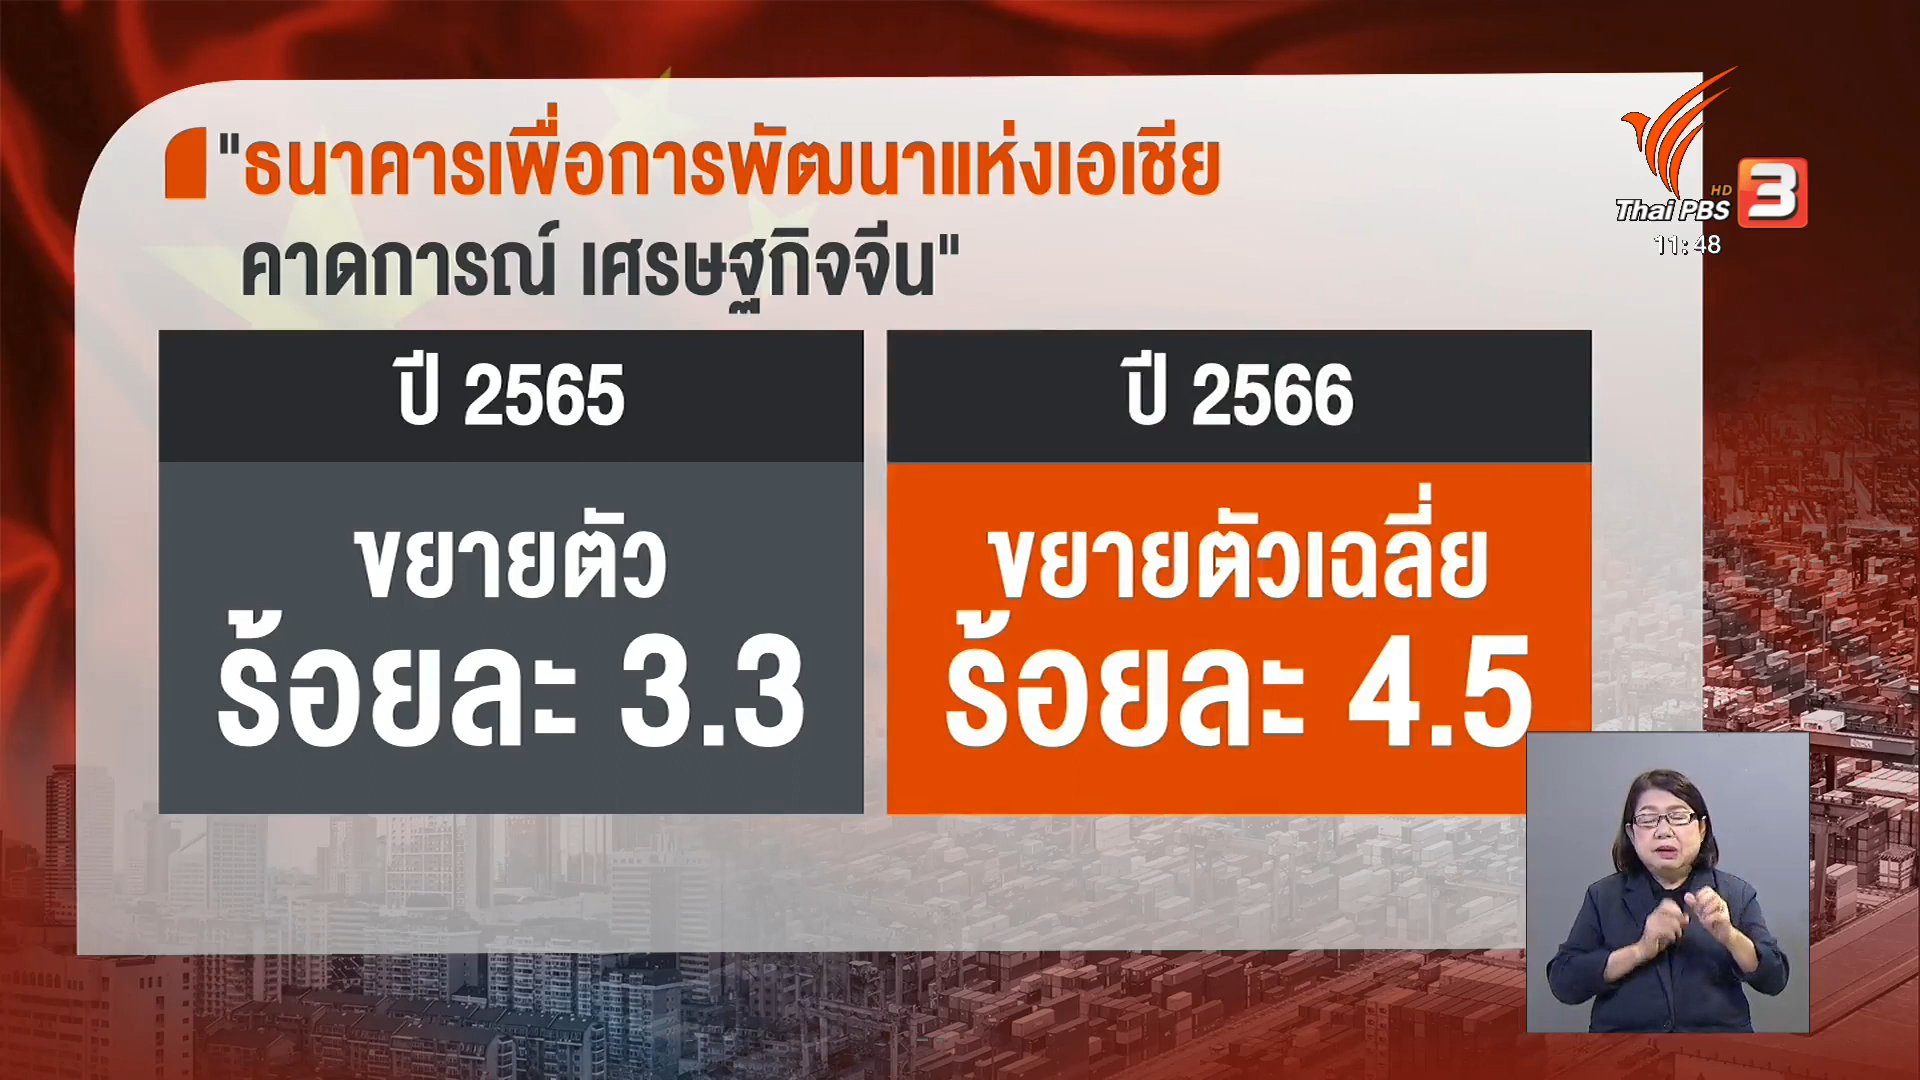 "ธนาคารเพื่อการพัฒนาแห่งเอเชีย
คาดการณ์ เศรษฐกิจจีน"
ปี 2565
ขยายตัว
ร้อยละ 3.3
ปี 2566
ขยายตัวเฉลี่ย
ร้อยละ 4.5
HD
Thai PBS
3
11:48